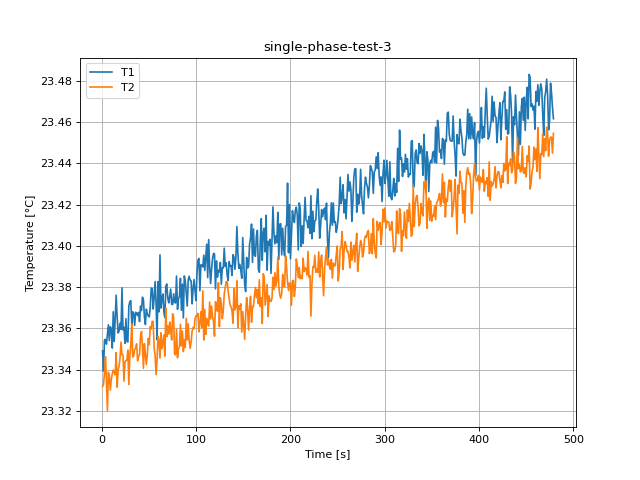 single-phase-test-3
T1
T2
Temperature [°C]
23.48
23.46
23.44
23.42
23.40
23.38
23.36
23.34
23.32
0 100 200 300 400 500
Time [s]